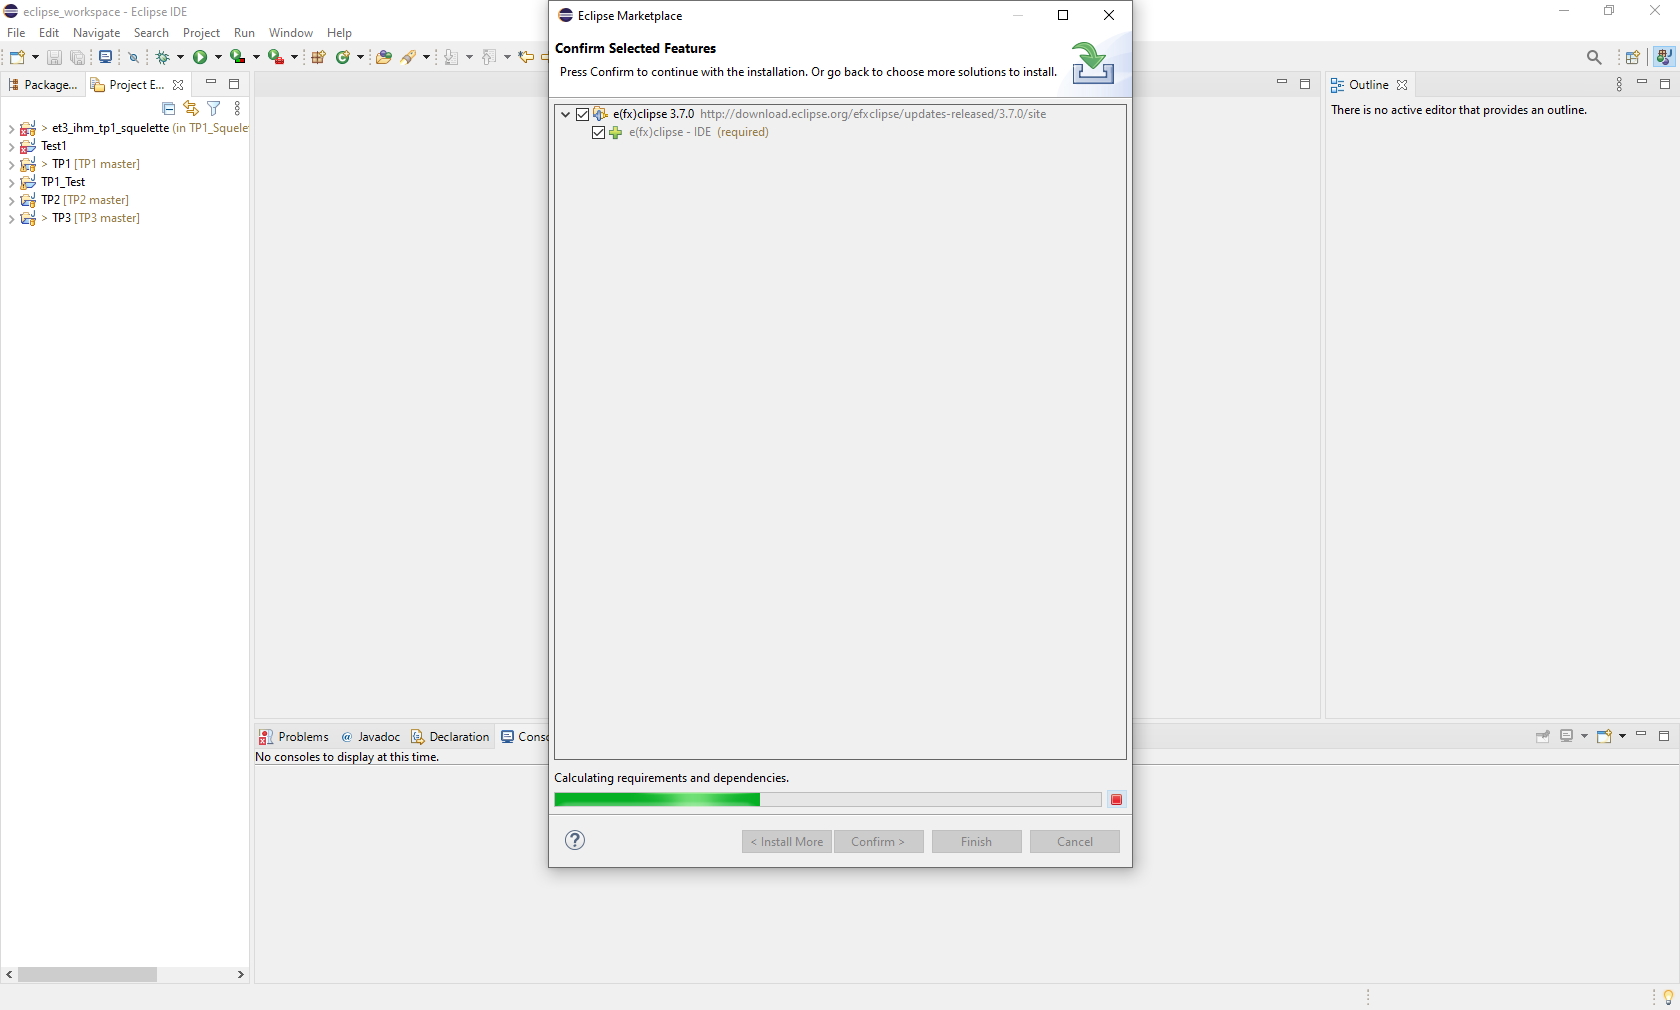 eclipse_workspace - Eclipse IDE
File Edit Navigate Search Project Run Window Help
Package... Project E...
> et3_ihm_tp1_squelette (in TP1_Squele
Test1
> TP1 [TP1 master]
TP1_Test
TP2 [TP2 master]
> TP3 [TP3 master]
Eclipse Marketplace
Confirm Selected Features
Press Confirm to continue with the installation. Or go back to choose more solutions to install.
e(fx)clipse 3.7.0 http://download.eclipse.org/efxclipse/updates-released/3.7.0/site
e(fx)clipse - IDE (required)
Calculating requirements and dependencies.
< Install More Confirm > Finish Cancel
Outline
There is no active editor that provides an outline.
Problems @ Javadoc Declaration Conso
No consoles to display at this time.